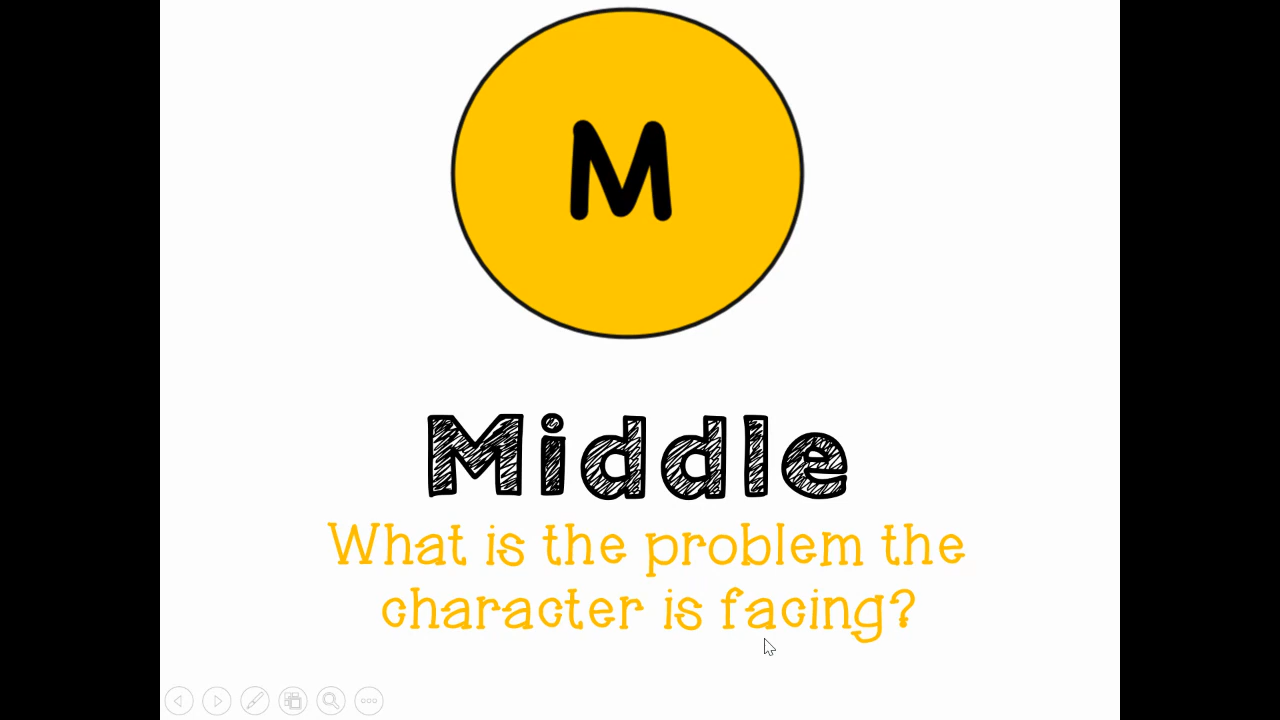 M
Middle
What is the problem the
character is facing?